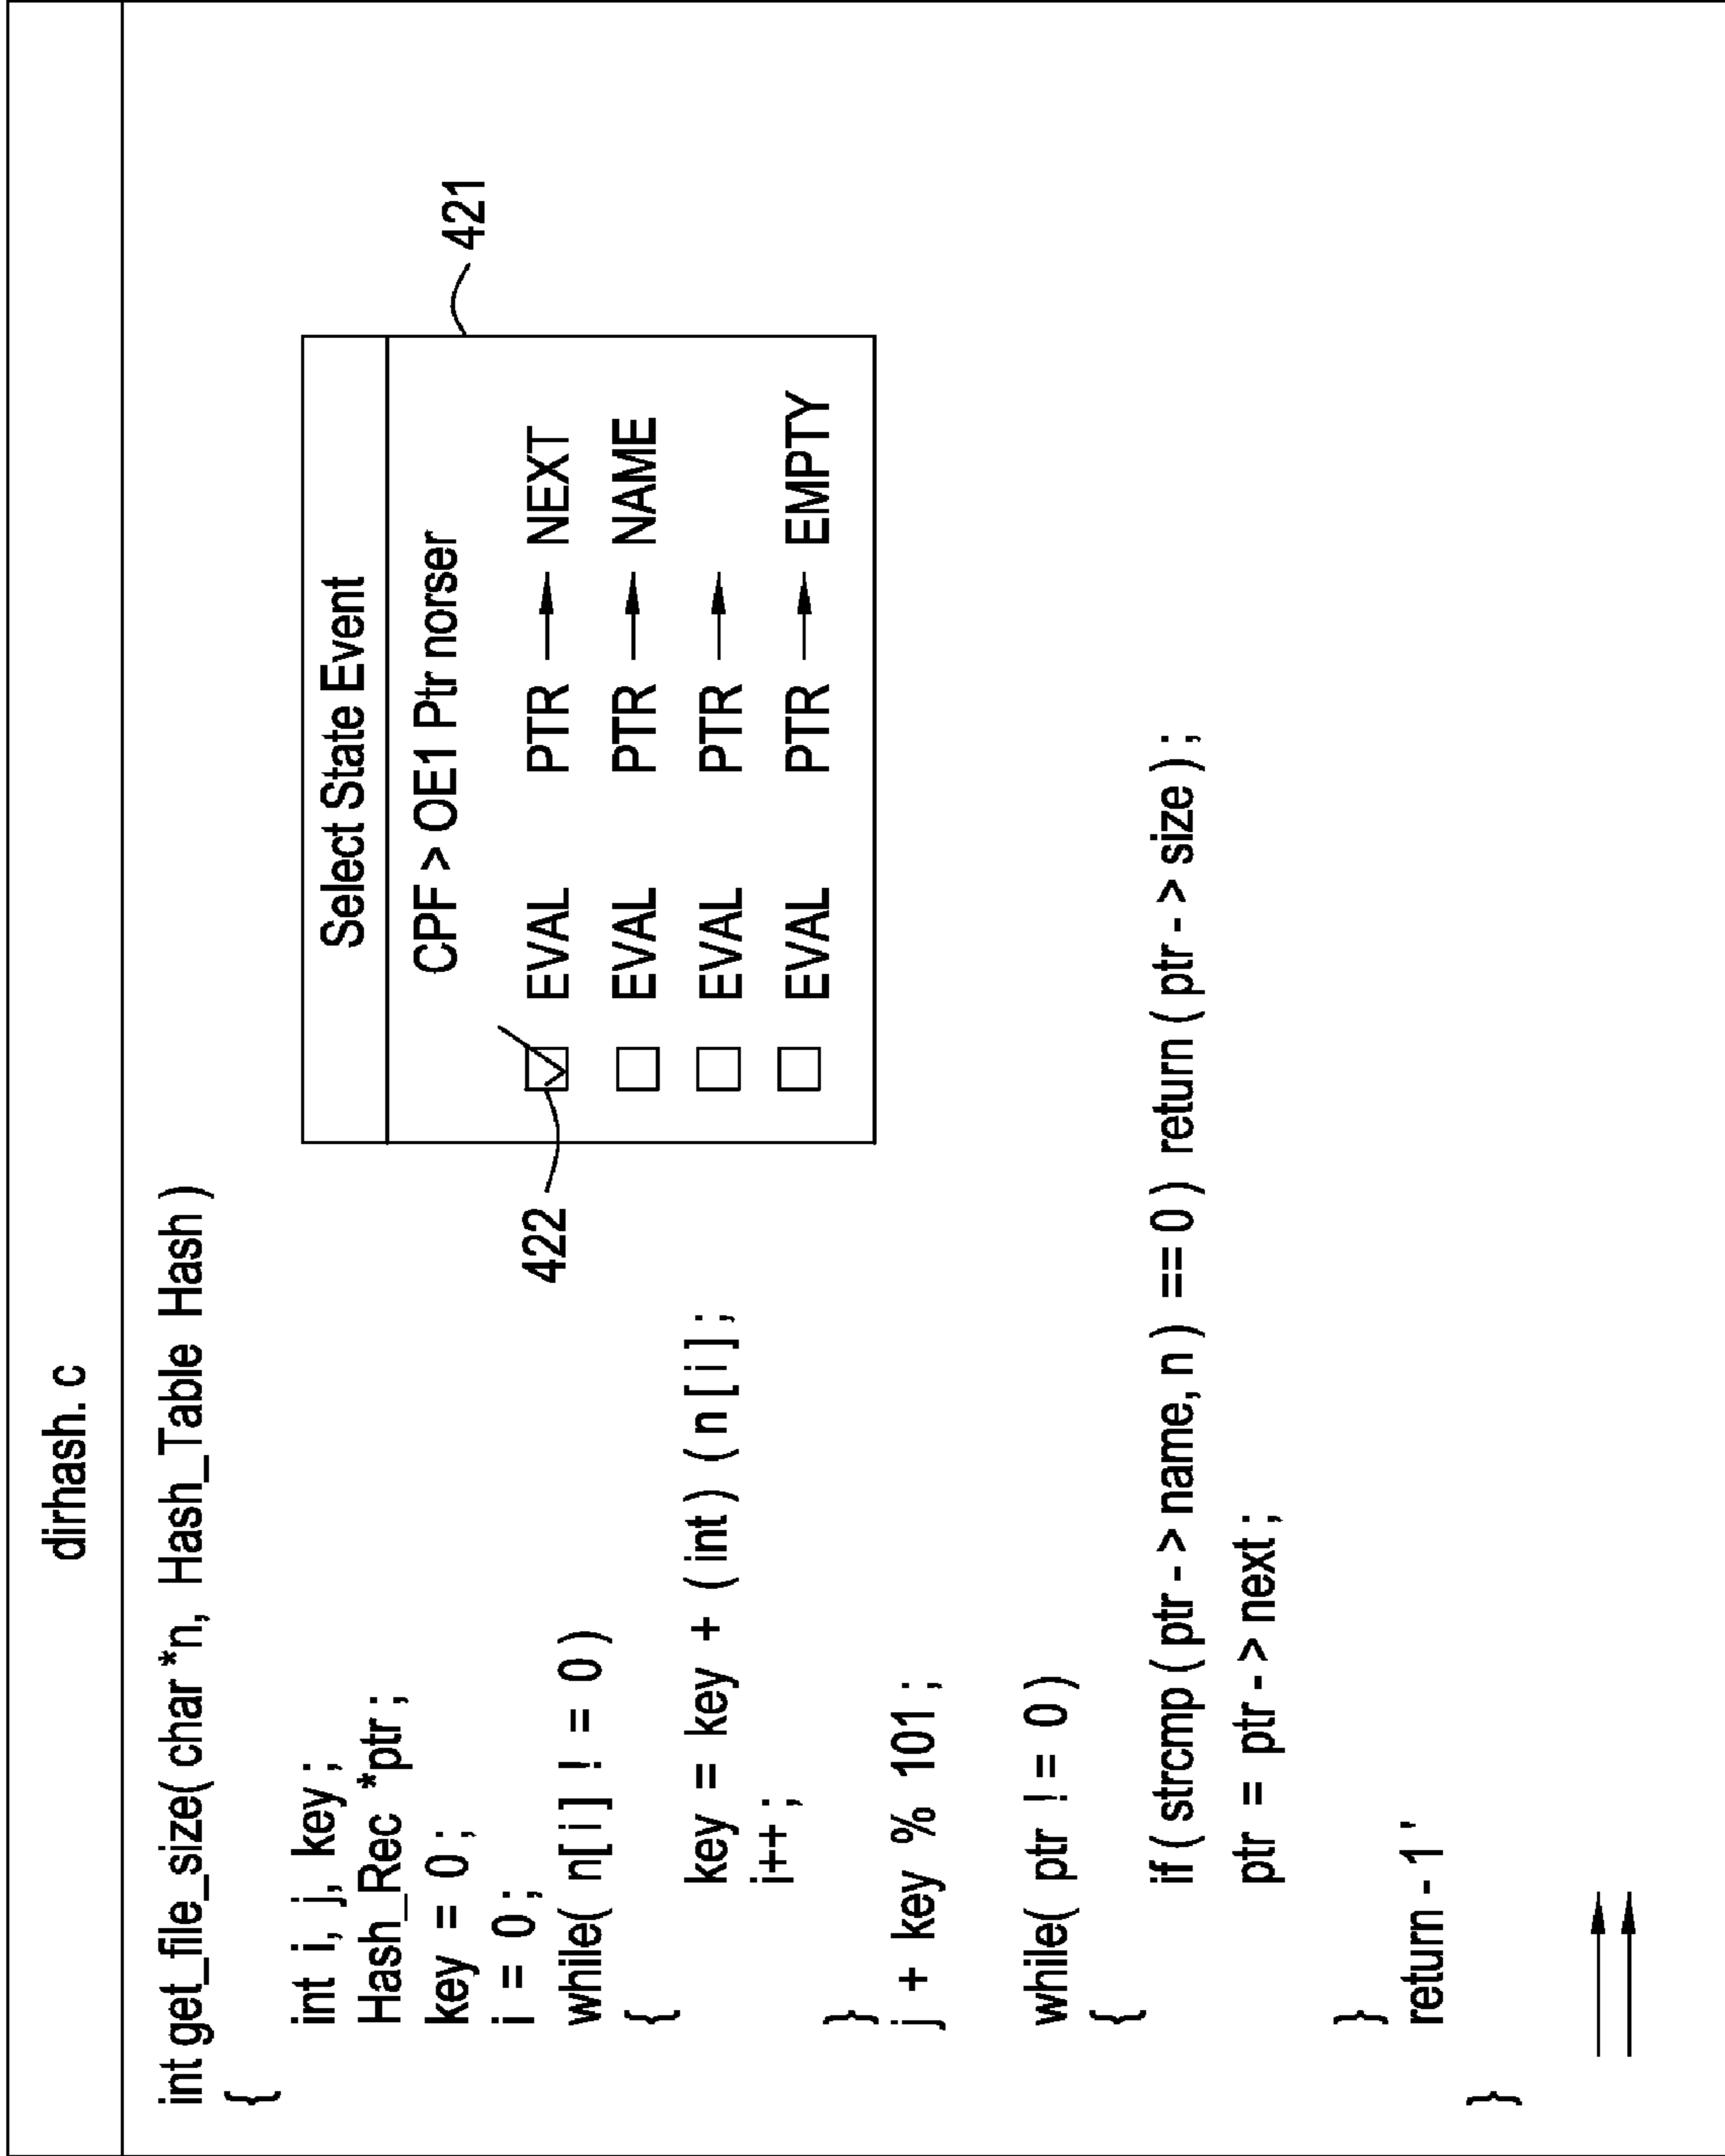 dirhash. c
int get_file_size( char *n, Hash_Table Hash )
{
int i, j, key ;
Hash_Rec *ptr ;
key = 0 ;
i = 0 ;
while( n[ i ] ! = 0 )
{
key = key + ( int ) ( n [ i ] ;
i++ ;
}
j + key % 101 ;
while( ptr ! = 0 )
{
if ( strcmp ( ptr - > name, n ) == 0 ) return ( ptr - > size ) ;
ptr = ptr - > next ;
}
return - 1 '
}
Select State Event
CPF > OE1 Ptr norser
EVAL PTR → NEXT
EVAL PTR → NAME
EVAL PTR →
EVAL PTR → EMPTY
421
422